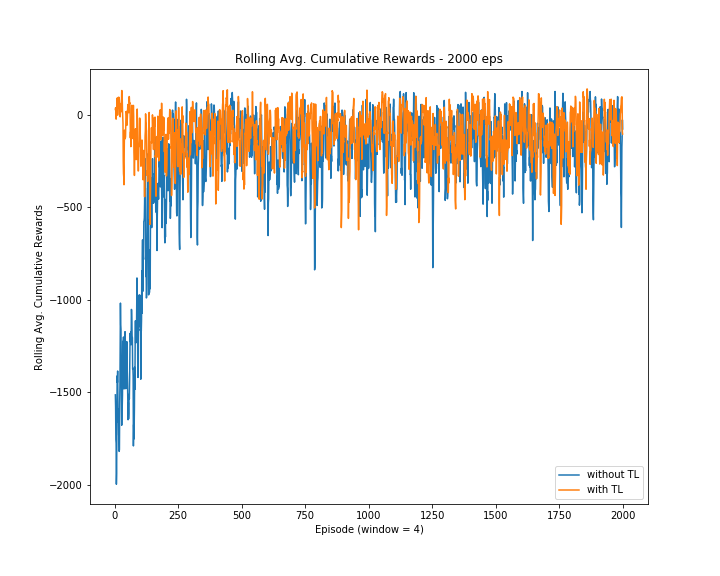 Rolling Avg. Cumulative Rewards - 2000 eps
Rolling Avg. Cumulative Rewards
0
−500
−1000
−1500
−2000
0 250 500 750 1000 1250 1500 1750 2000
Episode (window = 4)
without TL
with TL